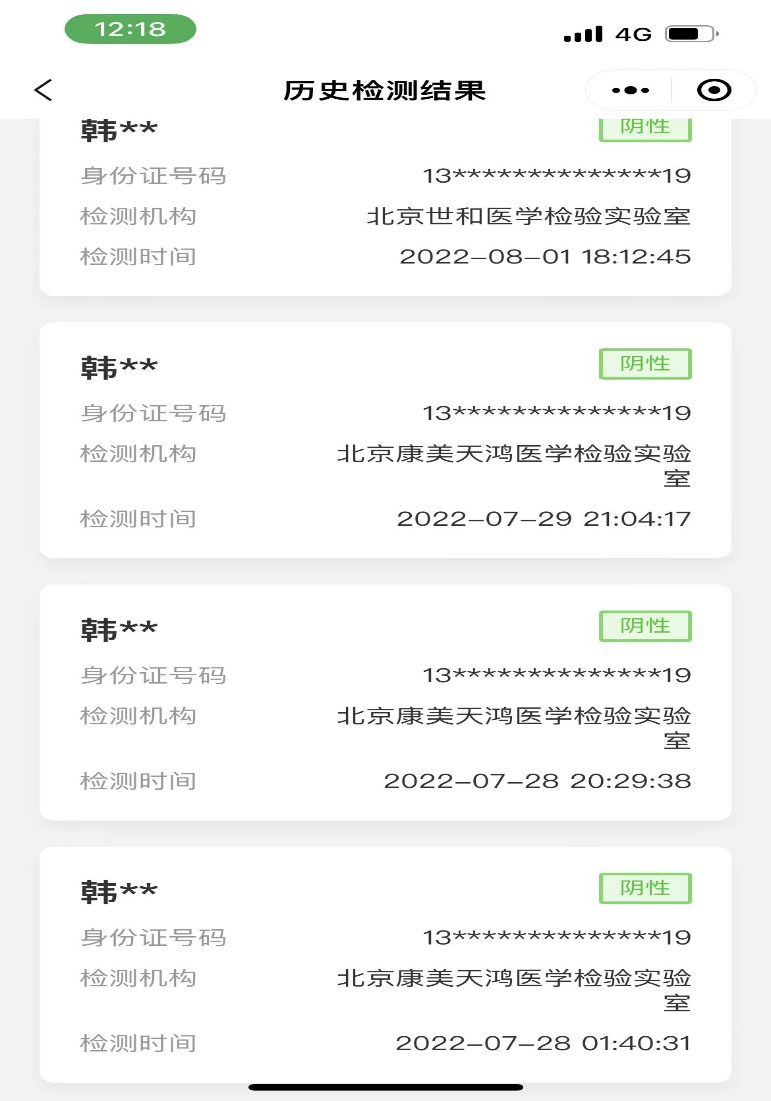 12:18
4G
历史检测结果
韩**
阴性
身份证号码 13**************19
检测机构 北京世和医学检验实验室
检测时间 2022-08-01 18:12:45
韩**
阴性
身份证号码 13**************19
检测机构 北京康美天鸿医学检验实验
室
检测时间 2022-07-29 21:04:17
韩**
阴性
身份证号码 13**************19
检测机构 北京康美天鸿医学检验实验
室
检测时间 2022-07-28 20:29:38
韩**
阴性
身份证号码 13**************19
检测机构 北京康美天鸿医学检验实验
室
检测时间 2022-07-28 01:40:31